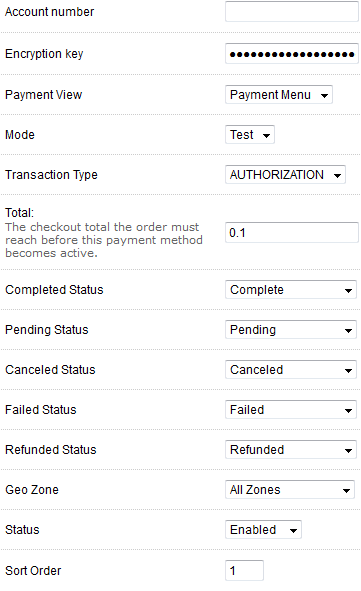 Account number
Encryption key ••••••••••••••••••
Payment View Payment Menu
Mode Test
Transaction Type AUTHORIZATION
Total:
The checkout total the order must
reach before this payment method
becomes active.
0.1
Completed Status Complete
Pending Status Pending
Canceled Status Canceled
Failed Status Failed
Refunded Status Refunded
Geo Zone All Zones
Status Enabled
Sort Order 1